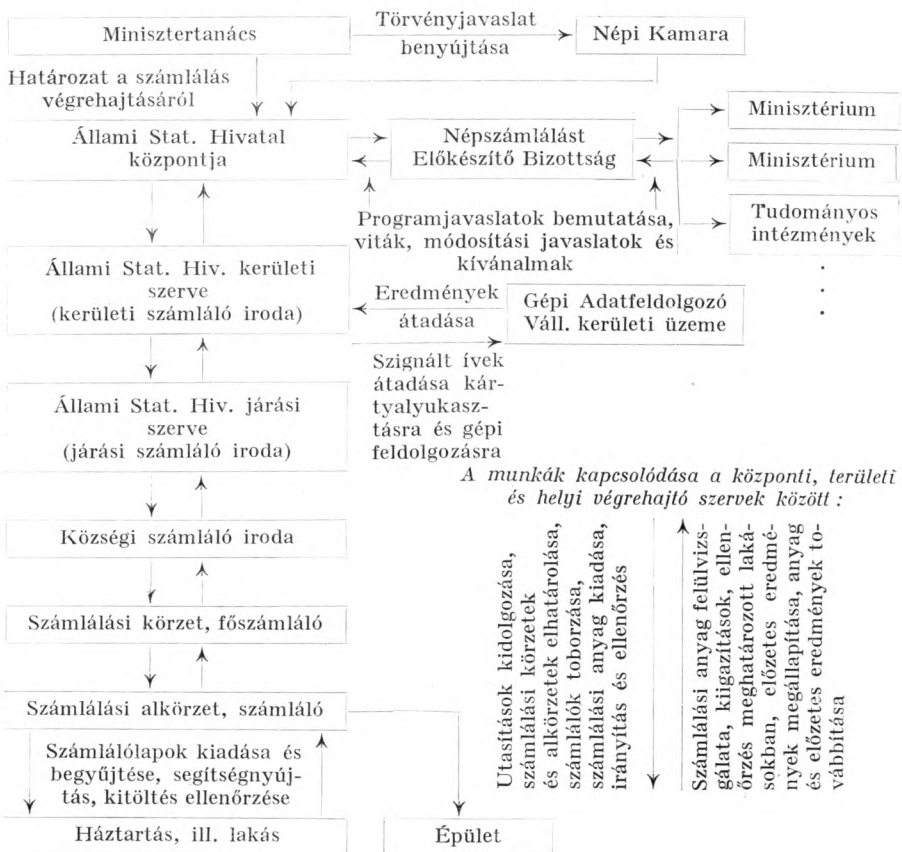 Minisztertanács
Törvényjavaslat
benyújtása
Népi Kamara
Határozat a számlálás
végrehajtásáról
Állami Stat. Hivatal
központja
Népszámlálást
Előkészítő Bizottság
Minisztérium
Minisztérium
Tudományos
intézmények
Programjavaslatok bemutatása,
viták, módosítási javaslatok és
kívánalmak
Állami Stat. Hiv. kerületi
szerve
(kerületi számláló iroda)
Eredmények
átadása
Gépi Adatfeldolgozó
Váll. kerületi üzeme
Szignált ívek
átadása kár-
tyalyukasz-
tásra és gépi
feldolgozásra
Állami Stat. Hiv. járási
szerve
(járási számláló iroda)
A munkák kapcsolódása a központi, területi
és helyi végrehajtó szervek között :
Községi számláló iroda
Számlálási körzet, főszámláló
Számlálási alkörzet, számláló
Utasítások kidolgozása,
számlálási körzetek
és alkörzetek elhatárolása,
számlálók toborzása,
számlálási anyag kiadása,
irányítás és ellenőrzés
Számlálási anyag felülvizs-
gálata, kiigazítások, ellen-
őrzés meghatározott laká-
sokban, előzetes eredmé-
nyek megállapítása, anyag
és előzetes eredmények to-
vábbítása
Számlálólapok kiadása és
begyűjtése, segítségnyúj-
tás, kitöltés ellenőrzése
Háztartás, ill. lakás
Épület